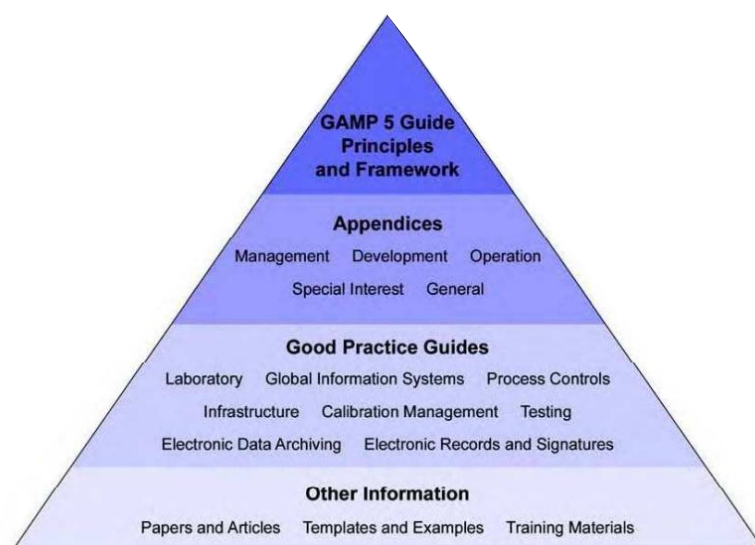 GAMP 5 Guide
Principles
and Framework
Appendices
Management Development Operation
Special Interest General
Good Practice Guides
Laboratory Global Information Systems Process Controls
Infrastructure Calibration Management Testing
Electronic Data Archiving Electronic Records and Signatures
Other Information
Papers and Articles Templates and Examples Training Materials